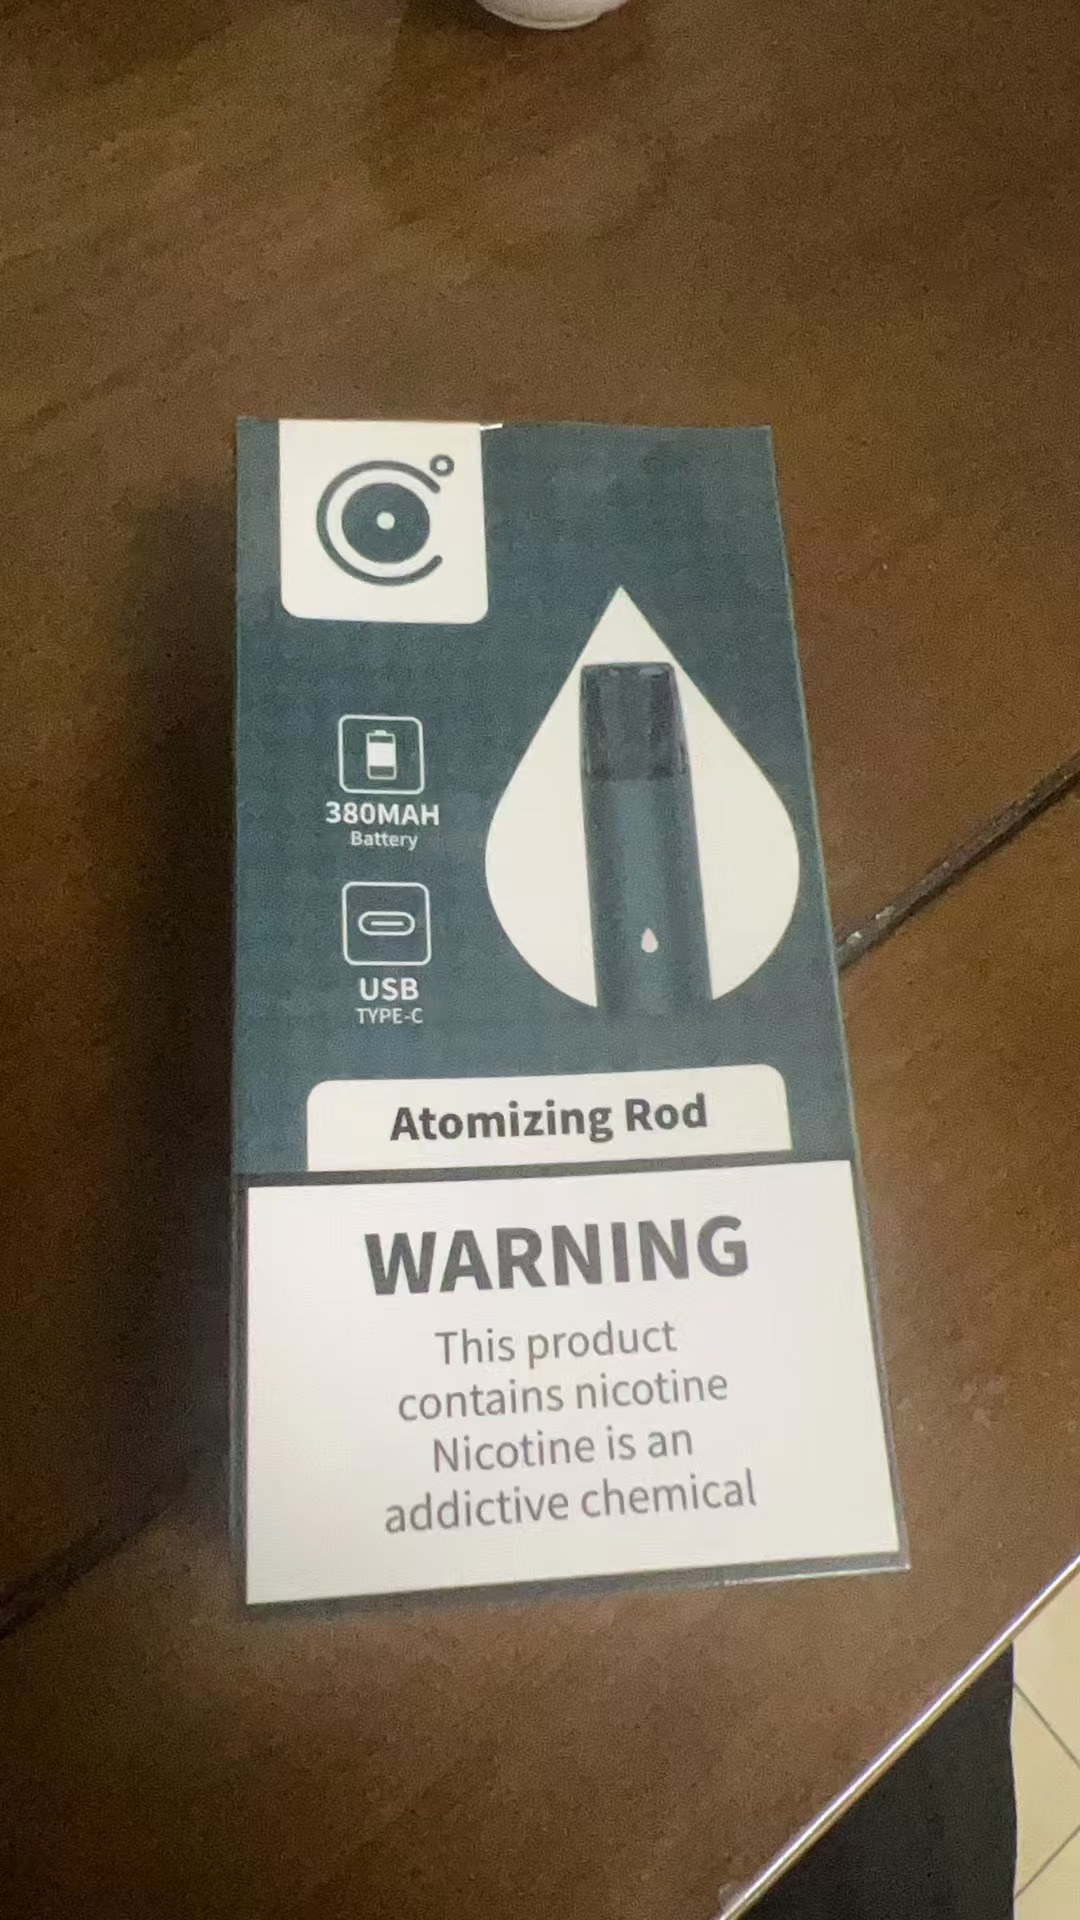 380MAH
Battery
USB
TYPE-C
Atomizing Rod
WARNING
This product
contains nicotine
Nicotine is an
addictive chemical